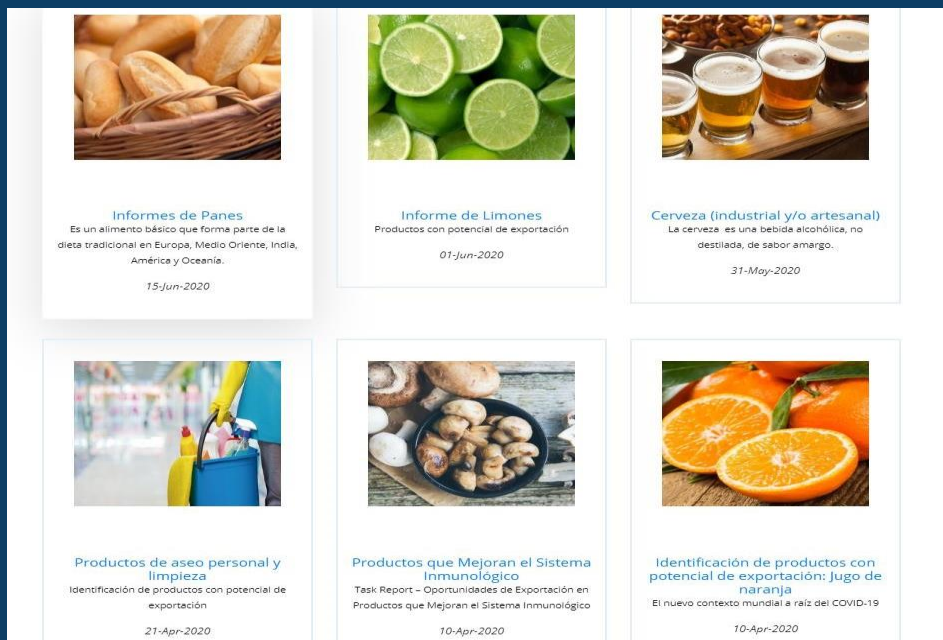 Informes de Panes
Es un alimento básico que forma parte de la
dieta tradicional en Europa, Medio Oriente, India,
América y Oceanía.
15-Jun-2020
Informe de Limones
Productos con potencial de exportación
01-Jun-2020
Cerveza (industrial y/o artesanal)
La cerveza es una bebida alcohólica, no
destilada, de sabor amargo.
31-May-2020
Productos de aseo personal y
limpieza
Identificación de productos con potencial de
exportación
21-Apr-2020
Productos que Mejoran el Sistema
Inmunológico
Task Report – Oportunidades de Exportación en
Productos que Mejoran el Sistema Inmunológico
10-Apr-2020
Identificación de productos con
potencial de exportación: Jugo de
naranja
El nuevo contexto mundial a raíz del COVID-19
10-Apr-2020